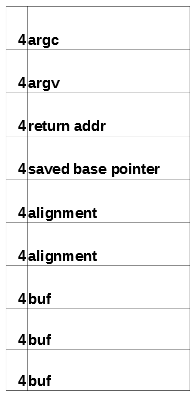 4 argc
4 argv
4 return addr
4 saved base pointer
4 alignment
4 alignment
4 buf
4 buf
4 buf